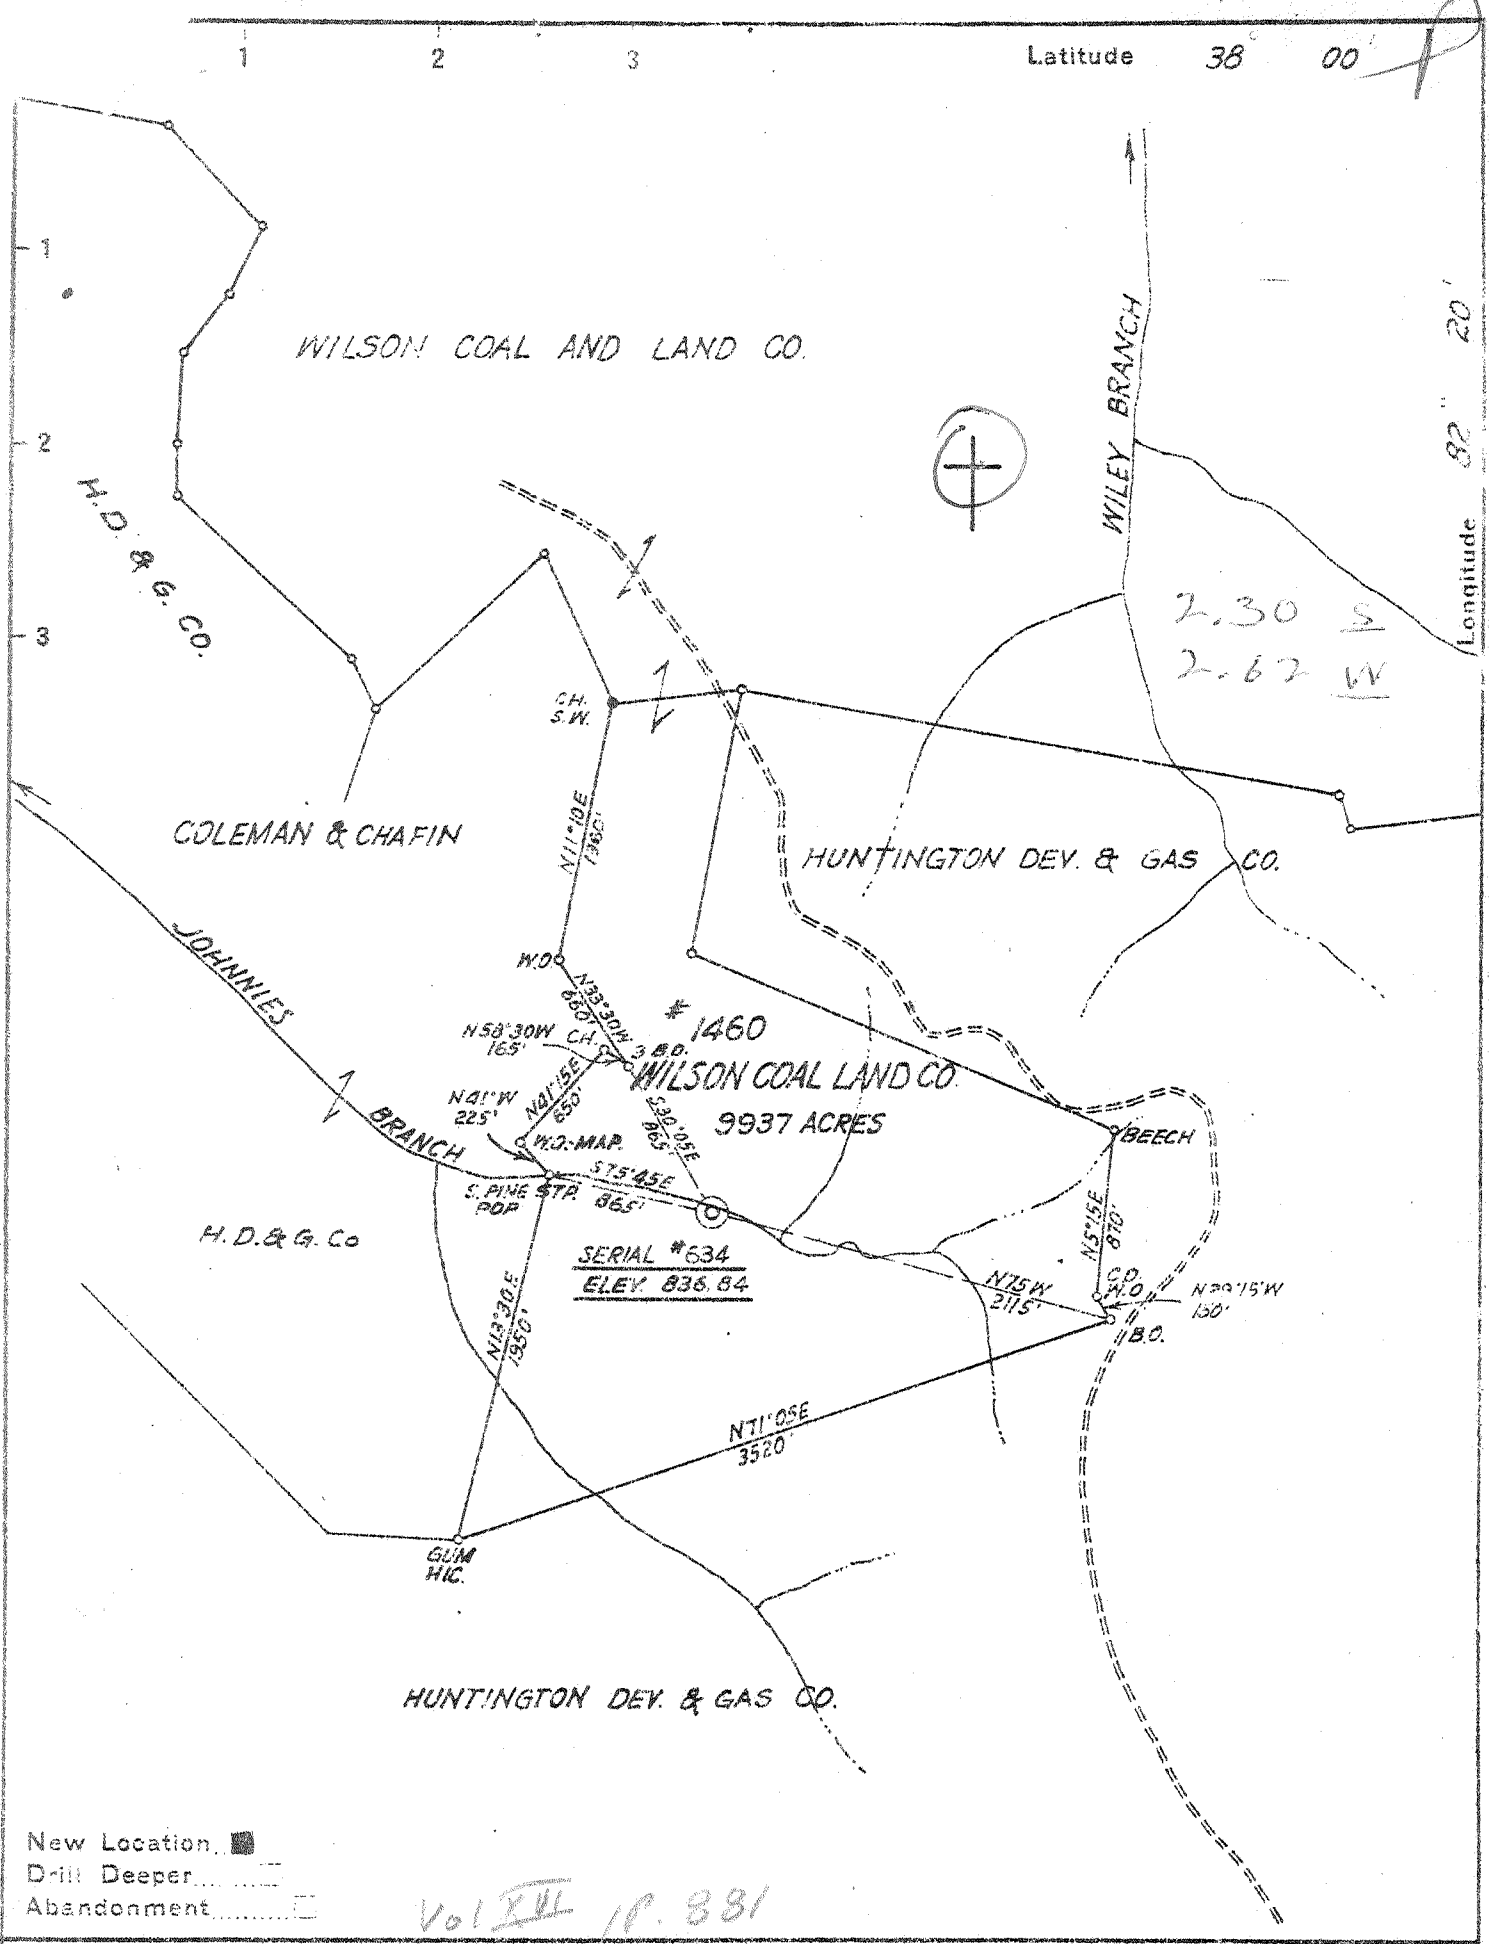 1 2 3
Latitude 38° 00'
1
2
3
WILSON COAL AND LAND CO.
WILEY BRANCH
Longitude 82° 20'
H.D. & G. CO.
2.30 S
2.62 W
CH.
S.W.
COLEMAN & CHAFIN
N11°10E
1960'
HUNTINGTON DEV. & GAS CO.
JOHNNIES
BRANCH
W.O.
N33°30W
660'
#1460
N58°30W
165'
CH.
3 B.O.
WILSON COAL LAND CO.
9937 ACRES
N41°15E
650'
N41°W
225'
S30°05E
865'
W.O.-MAP.
BEECH
S. PINE STP.
POP
S75°45E
865'
H.D. & G. Co
SERIAL #634
ELEV. 836.84
N5°15E
870'
W.O.
N75W
2115'
B.O.
N13°30E
1950'
N71°05E
3520'
GUM
HIC.
HUNTINGTON DEV. & GAS CO.
New Location
Drill Deeper
Abandonment
Vol XVII p. 881